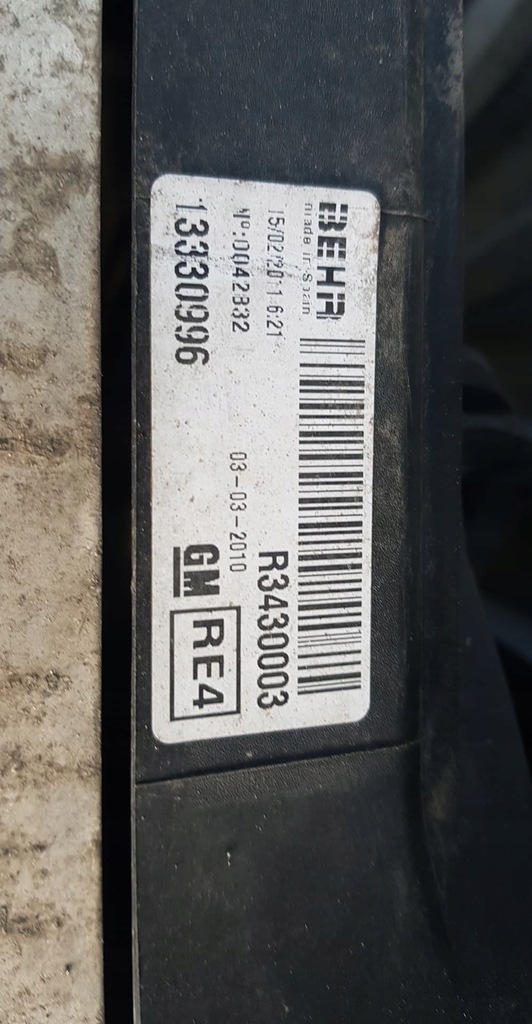 BEHR
made in Spain
15/02/2011 6:21
Nº:0042832
13330996
R3430003
03-03-2010
GM
RE4